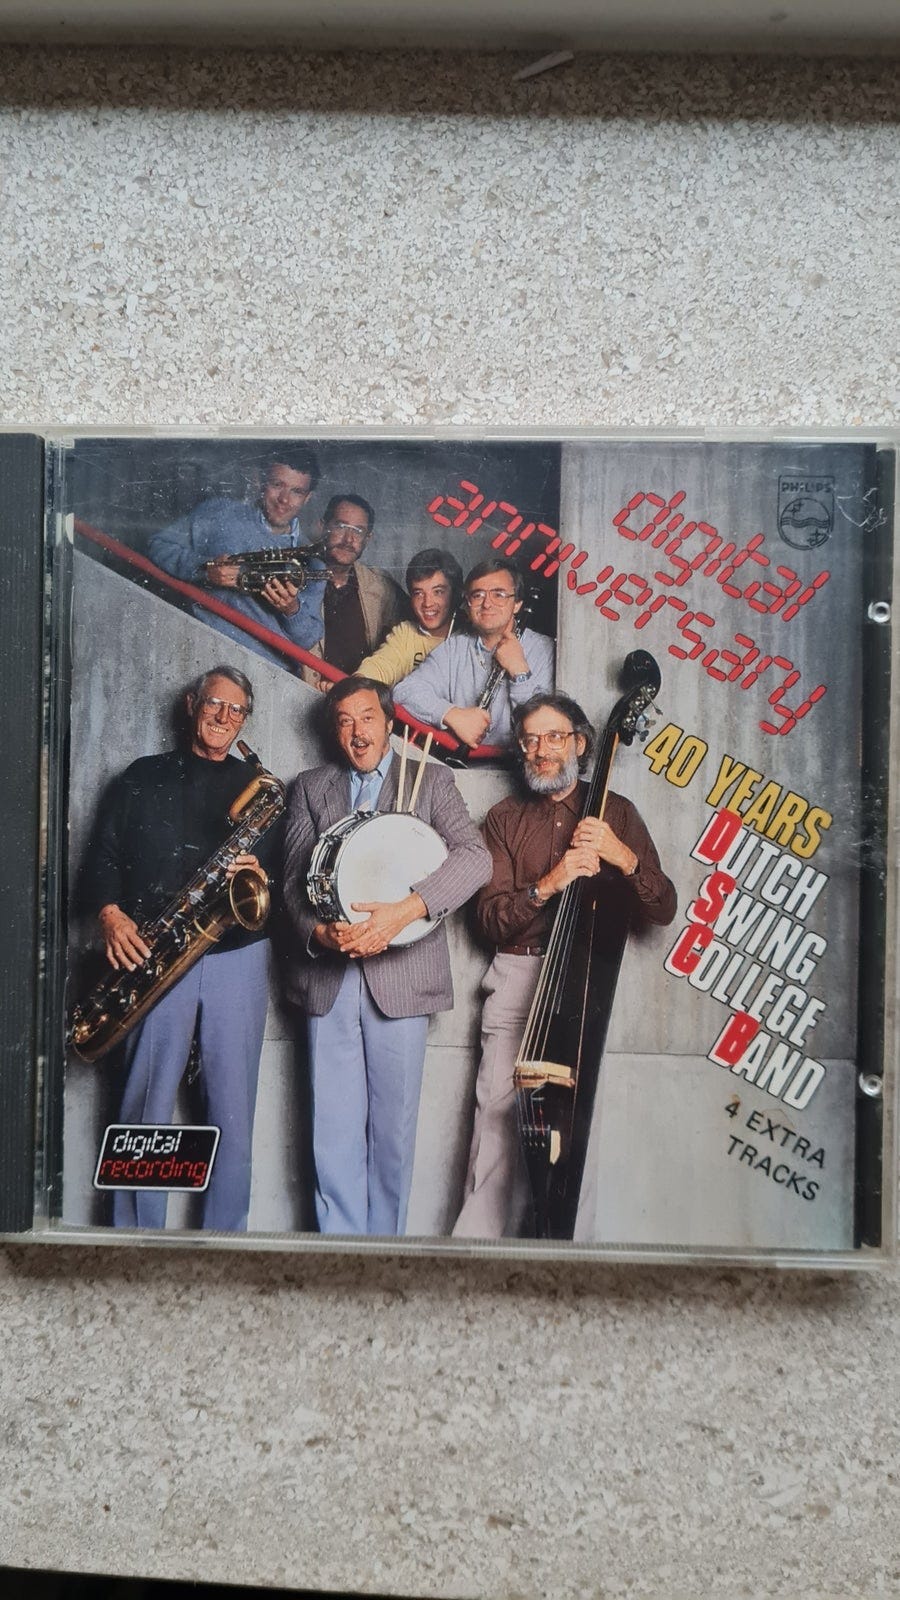 digital
anniversary
PHILIPS
40 YEARS
DUTCH
SWING
COLLEGE
BAND
4 EXTRA
TRACKS
digital
recording